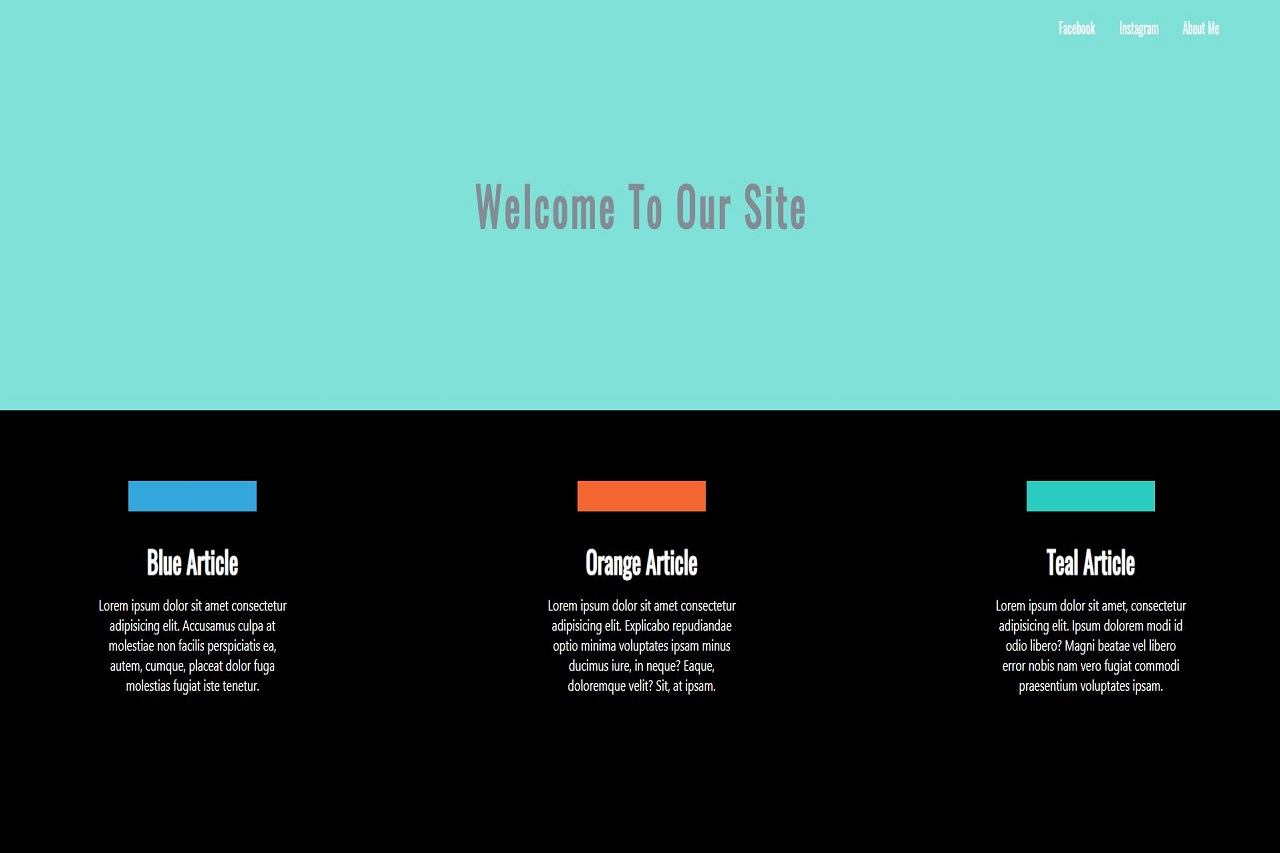 Facebook Instagram About Me
Welcome To Our Site
Blue Article
Lorem ipsum dolor sit amet consectetur
adipisicing elit. Accusamus culpa at
molestiae non facilis perspiciatis ea,
autem, cumque, placeat dolor fuga
molestias fugiat iste tenetur.
Orange Article
Lorem ipsum dolor sit amet consectetur
adipisicing elit. Explicabo repudiandae
optio minima voluptates ipsam minus
ducimus iure, in neque? Eaque,
doloremque velit? Sit, at ipsam.
Teal Article
Lorem ipsum dolor sit amet, consectetur
adipisicing elit. Ipsum dolorem modi id
odio libero? Magni beatae vel libero
error nobis nam vero fugiat commodi
praesentium voluptates ipsam.